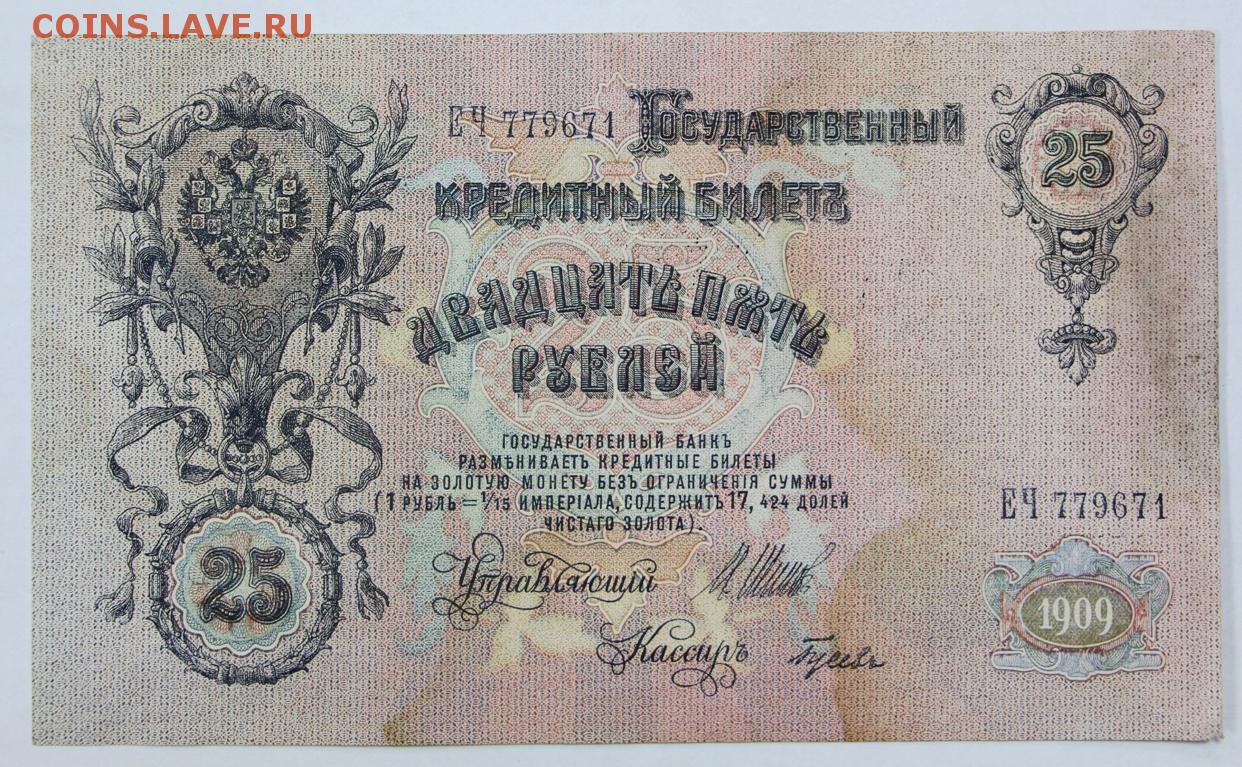 COINS.LAVE.RU
ЕЧ 779671 ГОСУДАРСТВЕННЫЙ
25
КРЕДИТНЫЙ БИЛЕТЪ
ДВАДЦАТЬ ПѦТЬ
РУБЛЕЙ
ГОСУДАРСТВЕННЫЙ БАНКЪ
РАЗМѢНИВАЕТЪ КРЕДИТНЫЕ БИЛЕТЫ
НА ЗОЛОТУЮ МОНЕТУ БЕЗЪ ОГРАНИЧЕНІЯ СУММЫ
(1 РУБЛЬ = 1/15 ИМПЕРІАЛА, СОДЕРЖИТЪ 17,424 ДОЛЕЙ
ЧИСТАГО ЗОЛОТА).
ЕЧ 779671
25
Управляющій
1909
Кассиръ